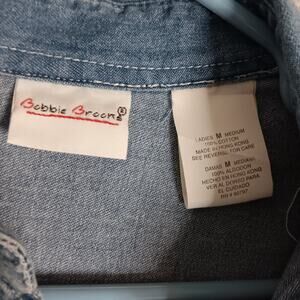 Bobbie Brooks®
LADIES M MEDIUM
100% COTTON
MADE IN HONG KONG
SEE REVERSE FOR CARE
DAMAS M MEDIANO
100% ALGODON
HECHO EN HONG KONG
VER AL DORSO PARA
EL CUIDADO